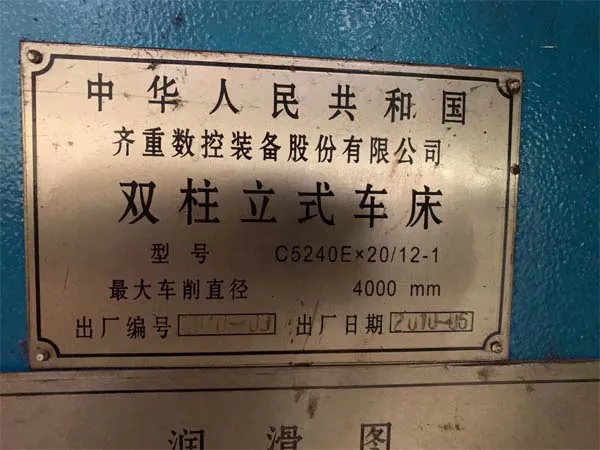 中华人民共和国
齐重数控装备股份有限公司
双柱立式车床
型号 C5240E×20/12-1
最大车削直径 4000 mm
出厂编号 出厂日期 2010-05
润滑图